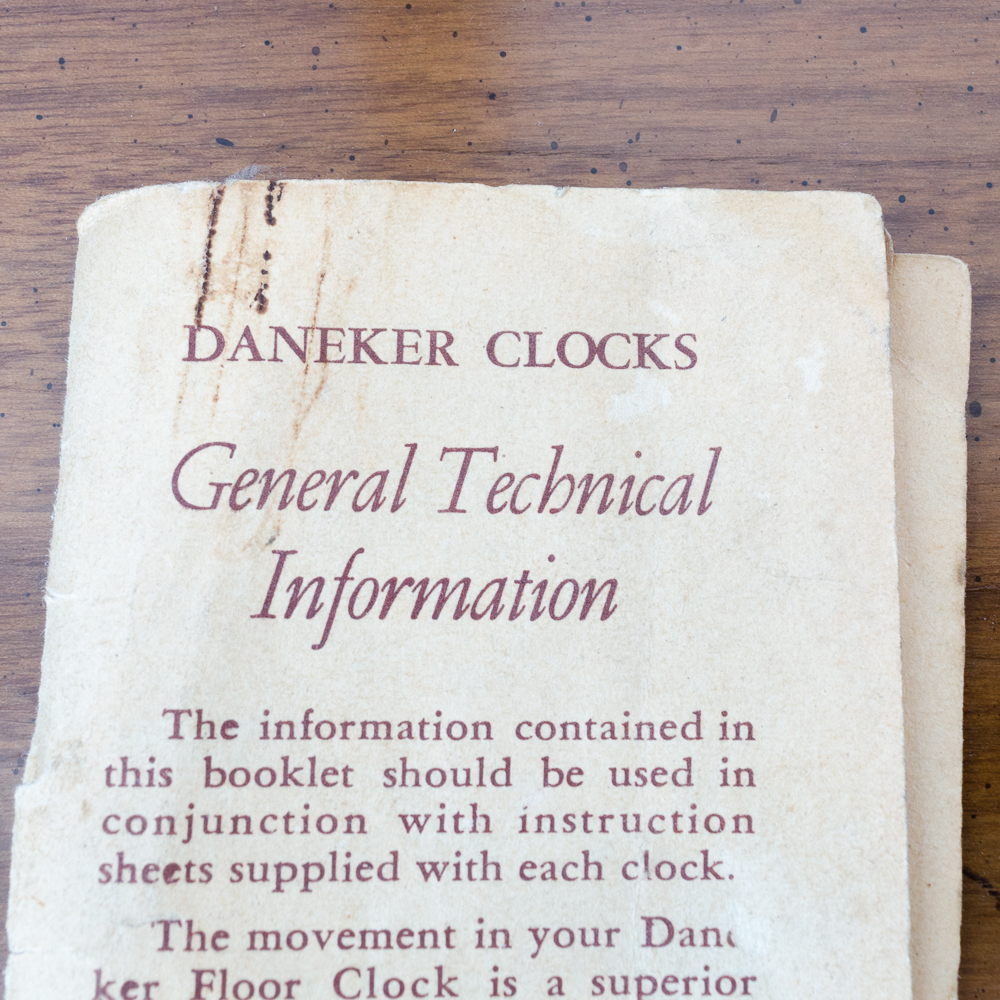 DANEKER CLOCKS
General Technical
Information
The information contained in
this booklet should be used in
conjunction with instruction
sheets supplied with each clock.
The movement in your Dane
ker Floor Clock is a superior